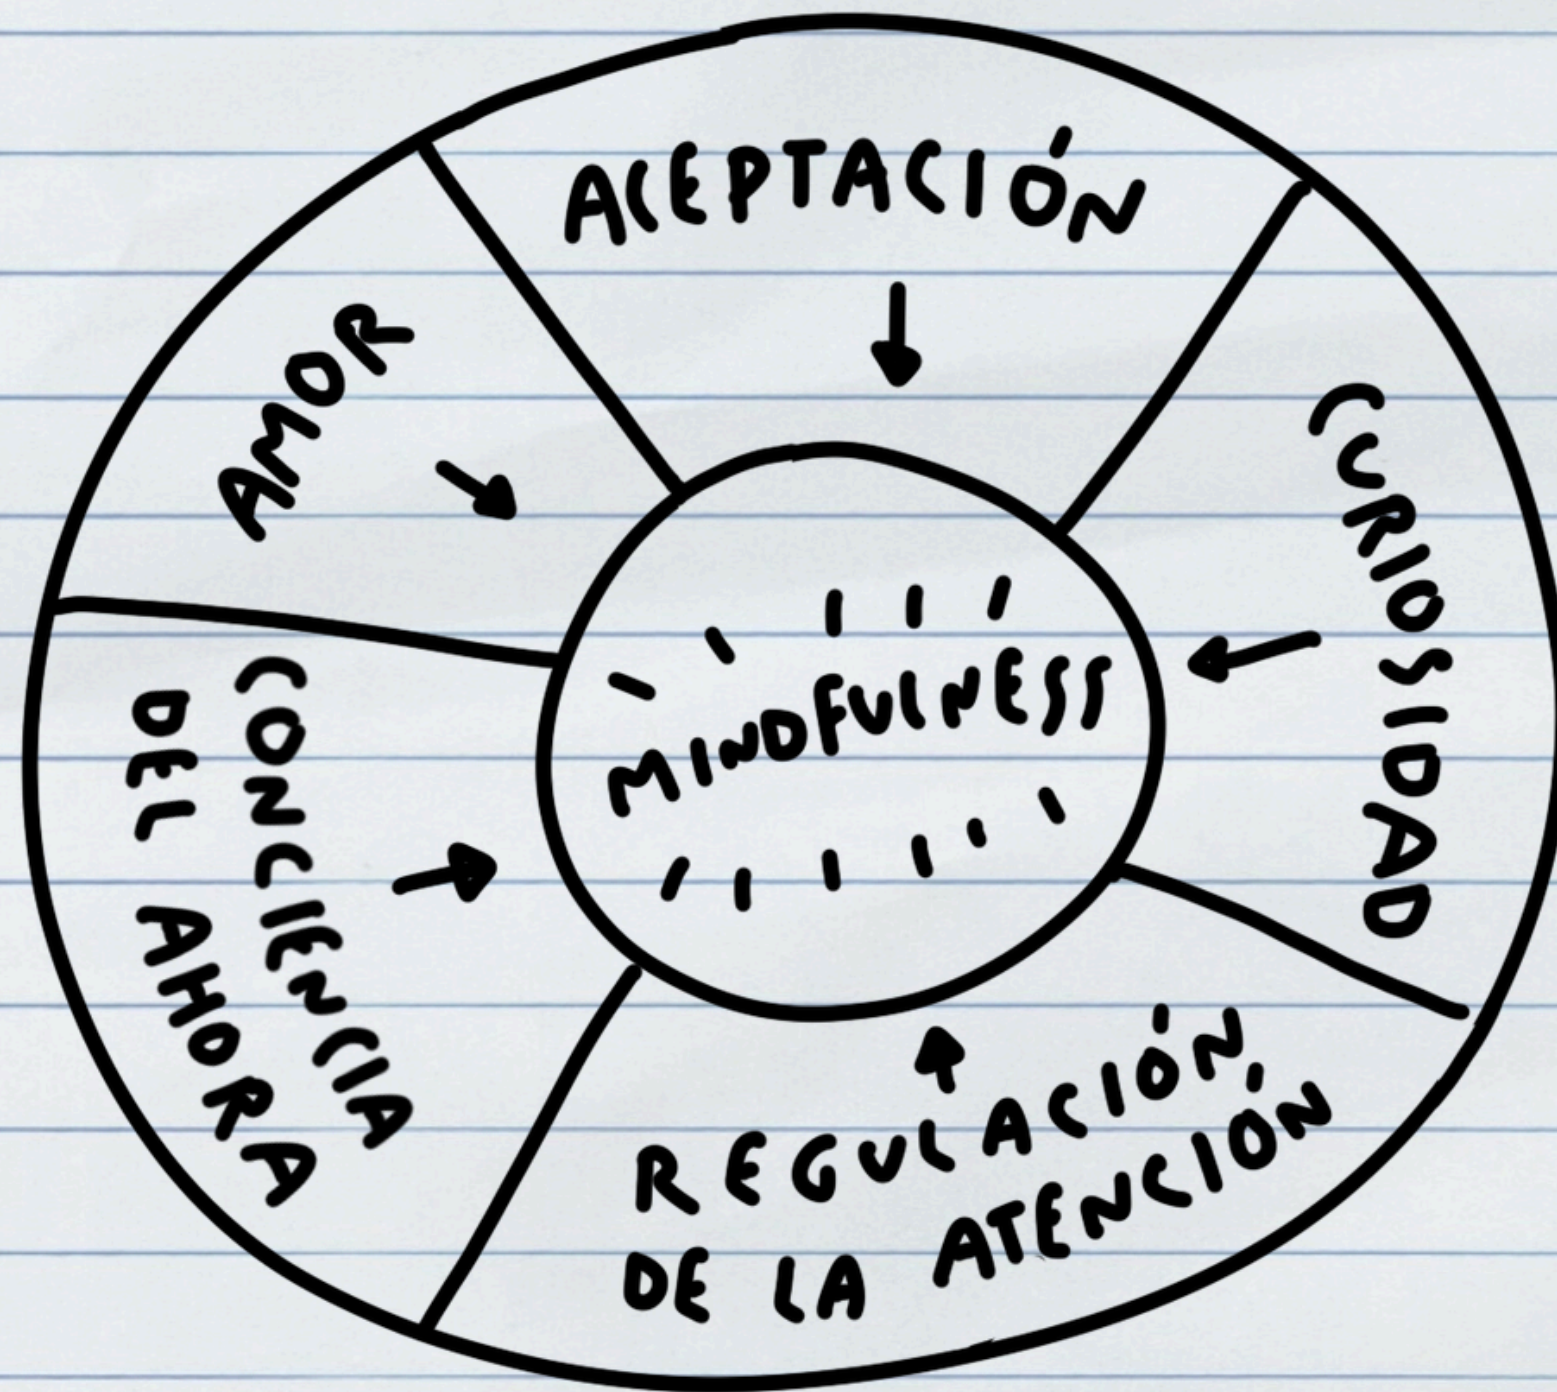 ACEPTACIÓN
CURIOSIDAD
REGULACIÓN
DE LA ATENCIÓN
CONCIENCIA
DEL AHORA
AMOR
MINDFULNESS